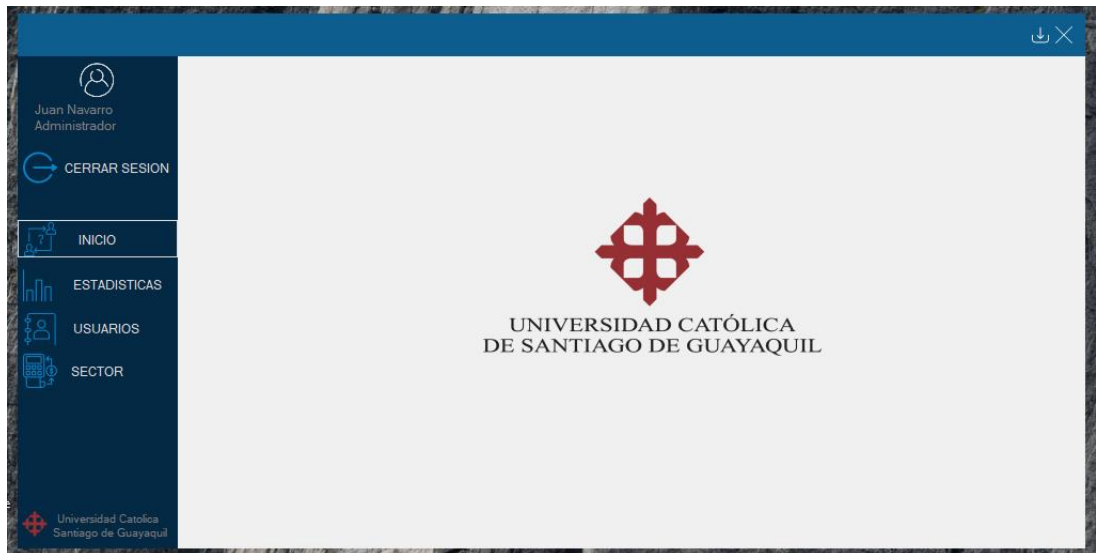 Juan Navarro
Administrador
CERRAR SESION
?
INICIO
ESTADISTICAS
USUARIOS
SECTOR
Universidad Catolica
Santiago de Guayaquil
UNIVERSIDAD CATÓLICA
DE SANTIAGO DE GUAYAQUIL